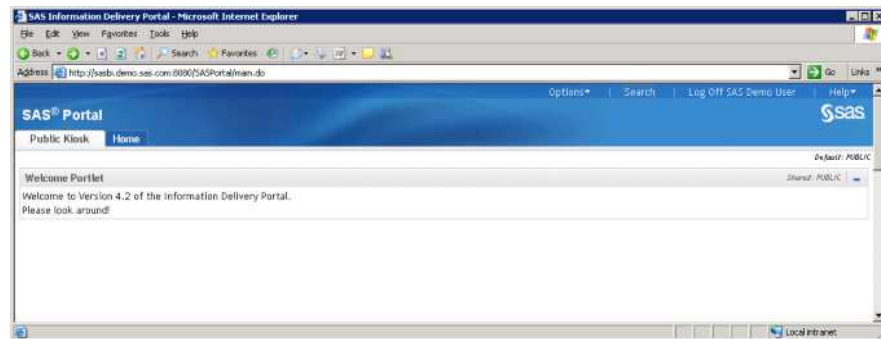 SAS Information Delivery Portal - Microsoft Internet Explorer
File Edit View Favorites Tools Help
Back Search Favorites
Address http://sasbi.demo.sas.com:8080/SASPortal/main.do Go Links
Options Search Log Off SAS Demo User Help
SAS® Portal sas
Public Kiosk Home
Default: PUBLIC
Welcome Portlet Shared: PUBLIC
Welcome to Version 4.2 of the Information Delivery Portal.
Please look around!
Local intranet